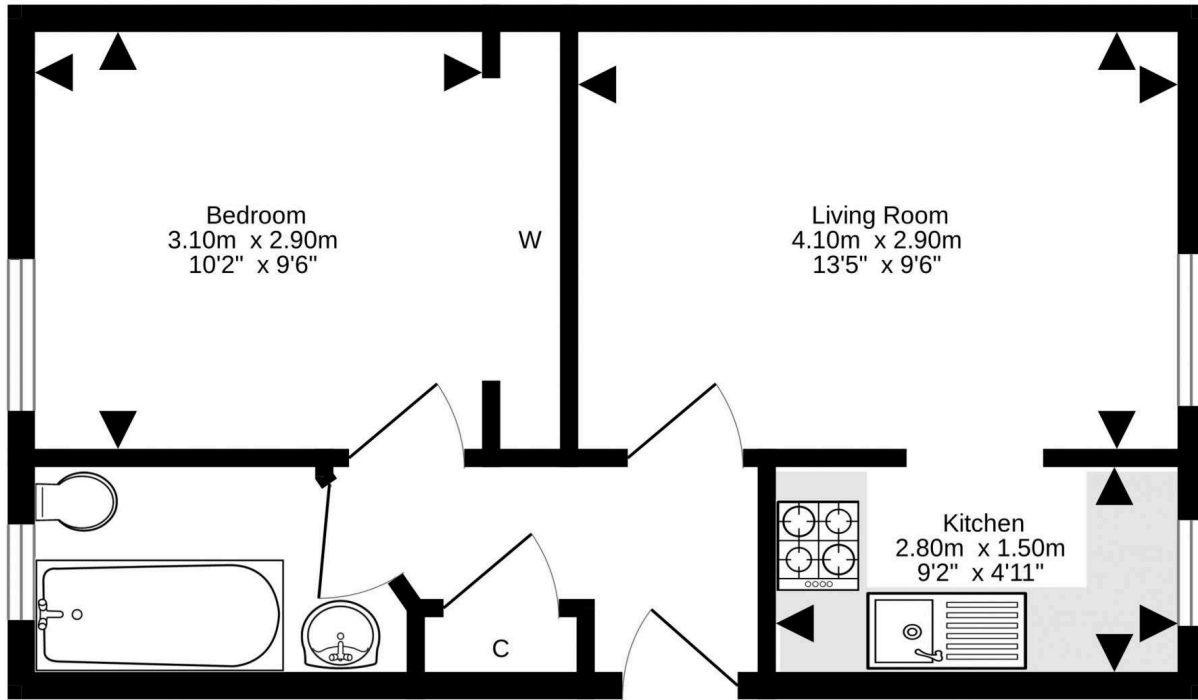 Bedroom
3.10m x 2.90m
10'2" x 9'6"
W
Living Room
4.10m x 2.90m
13'5" x 9'6"
Kitchen
2.80m x 1.50m
9'2" x 4'11"
C